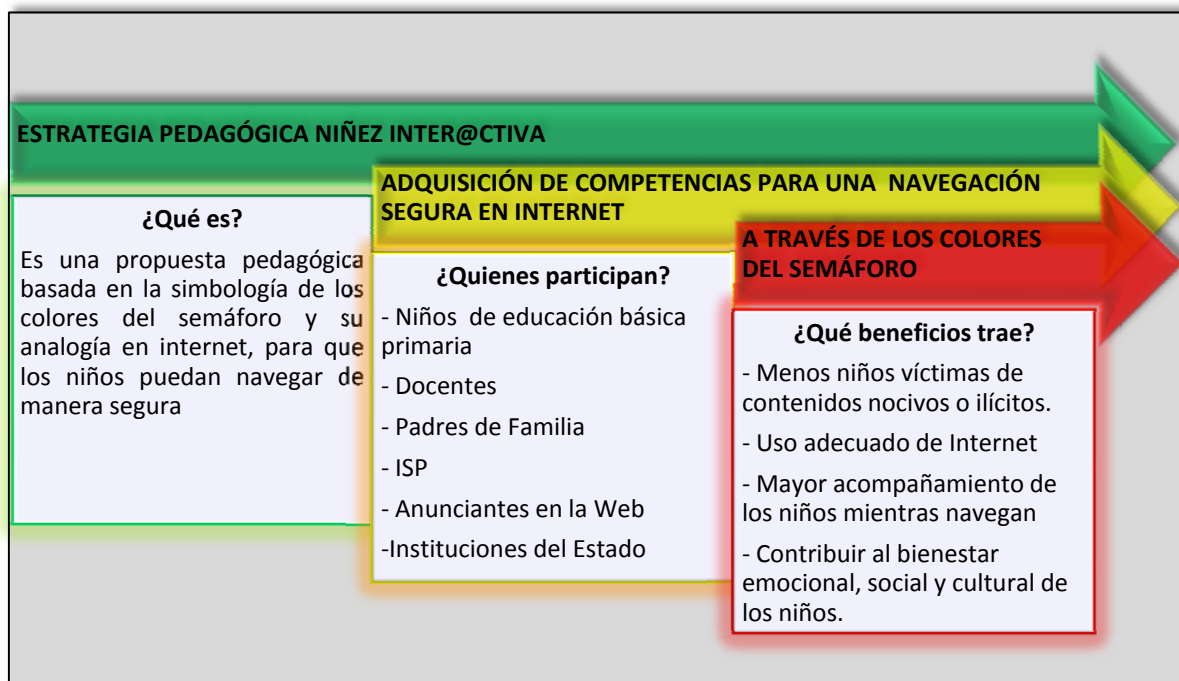 ESTRATEGIA PEDAGÓGICA NIÑEZ INTER@CTIVA
¿Qué es?
Es una propuesta pedagógica
basada en la simbología de los
colores del semáforo y su
analogía en internet, para que
los niños puedan navegar de
manera segura
ADQUISICIÓN DE COMPETENCIAS PARA UNA NAVEGACIÓN
SEGURA EN INTERNET
¿Quienes participan?
- Niños de educación básica
primaria
- Docentes
- Padres de Familia
- ISP
- Anunciantes en la Web
-Instituciones del Estado
A TRAVÉS DE LOS COLORES
DEL SEMÁFORO
¿Qué beneficios trae?
- Menos niños víctimas de
contenidos nocivos o ilícitos.
- Uso adecuado de Internet
- Mayor acompañamiento de
los niños mientras navegan
- Contribuir al bienestar
emocional, social y cultural de
los niños.